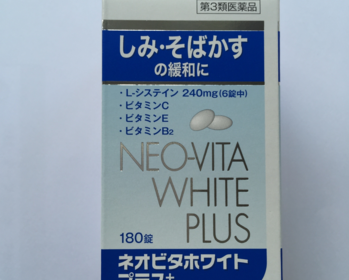 第3類医薬品
しみ・そばかす
の緩和に
・L-システイン 240mg(6錠中)
・ビタミンC
・ビタミンE
・ビタミンB2
NEO-VITA
WHITE
PLUS
180錠
ネオビタホワイト
プラス+